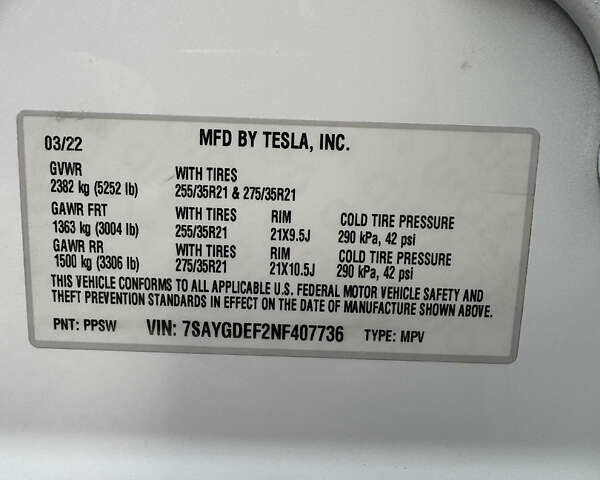 03/22 MFD BY TESLA, INC.
GVWR WITH TIRES
2382 kg (5252 lb) 255/35R21 & 275/35R21
GAWR FRT WITH TIRES RIM COLD TIRE PRESSURE
1363 kg (3004 lb) 255/35R21 21X9.5J 290 kPa, 42 psi
GAWR RR WITH TIRES RIM COLD TIRE PRESSURE
1500 kg (3306 lb) 275/35R21 21X10.5J 290 kPa, 42 psi
THIS VEHICLE CONFORMS TO ALL APPLICABLE U.S. FEDERAL MOTOR VEHICLE SAFETY AND
THEFT PREVENTION STANDARDS IN EFFECT ON THE DATE OF MANUFACTURE SHOWN ABOVE.
PNT: PPSW VIN: 7SAYGDEF2NF407736 TYPE: MPV